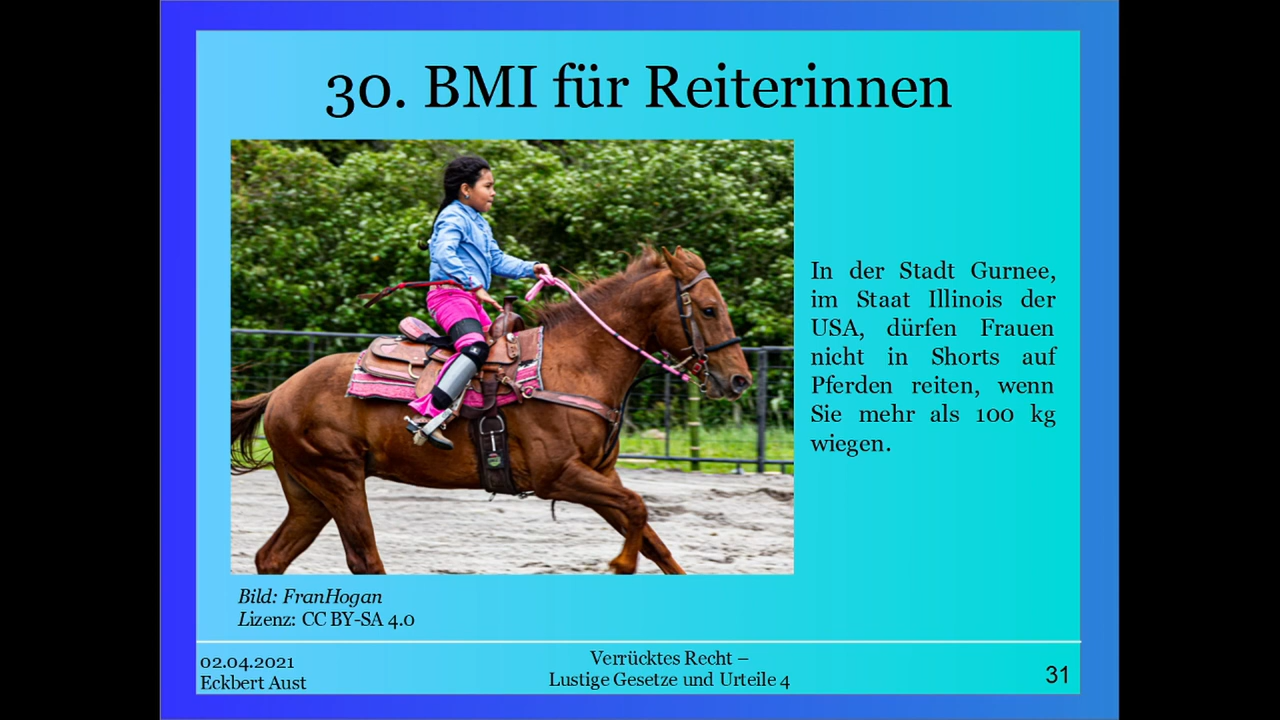 30. BMI für Reiterinnen
In der Stadt Gurnee,
im Staat Illinois der
USA, dürfen Frauen
nicht in Shorts auf
Pferden reiten, wenn
Sie mehr als 100 kg
wiegen.
Bild: FranHogan
Lizenz: CC BY-SA 4.0
02.04.2021
Eckbert Aust
Verrücktes Recht –
Lustige Gesetze und Urteile 4
31